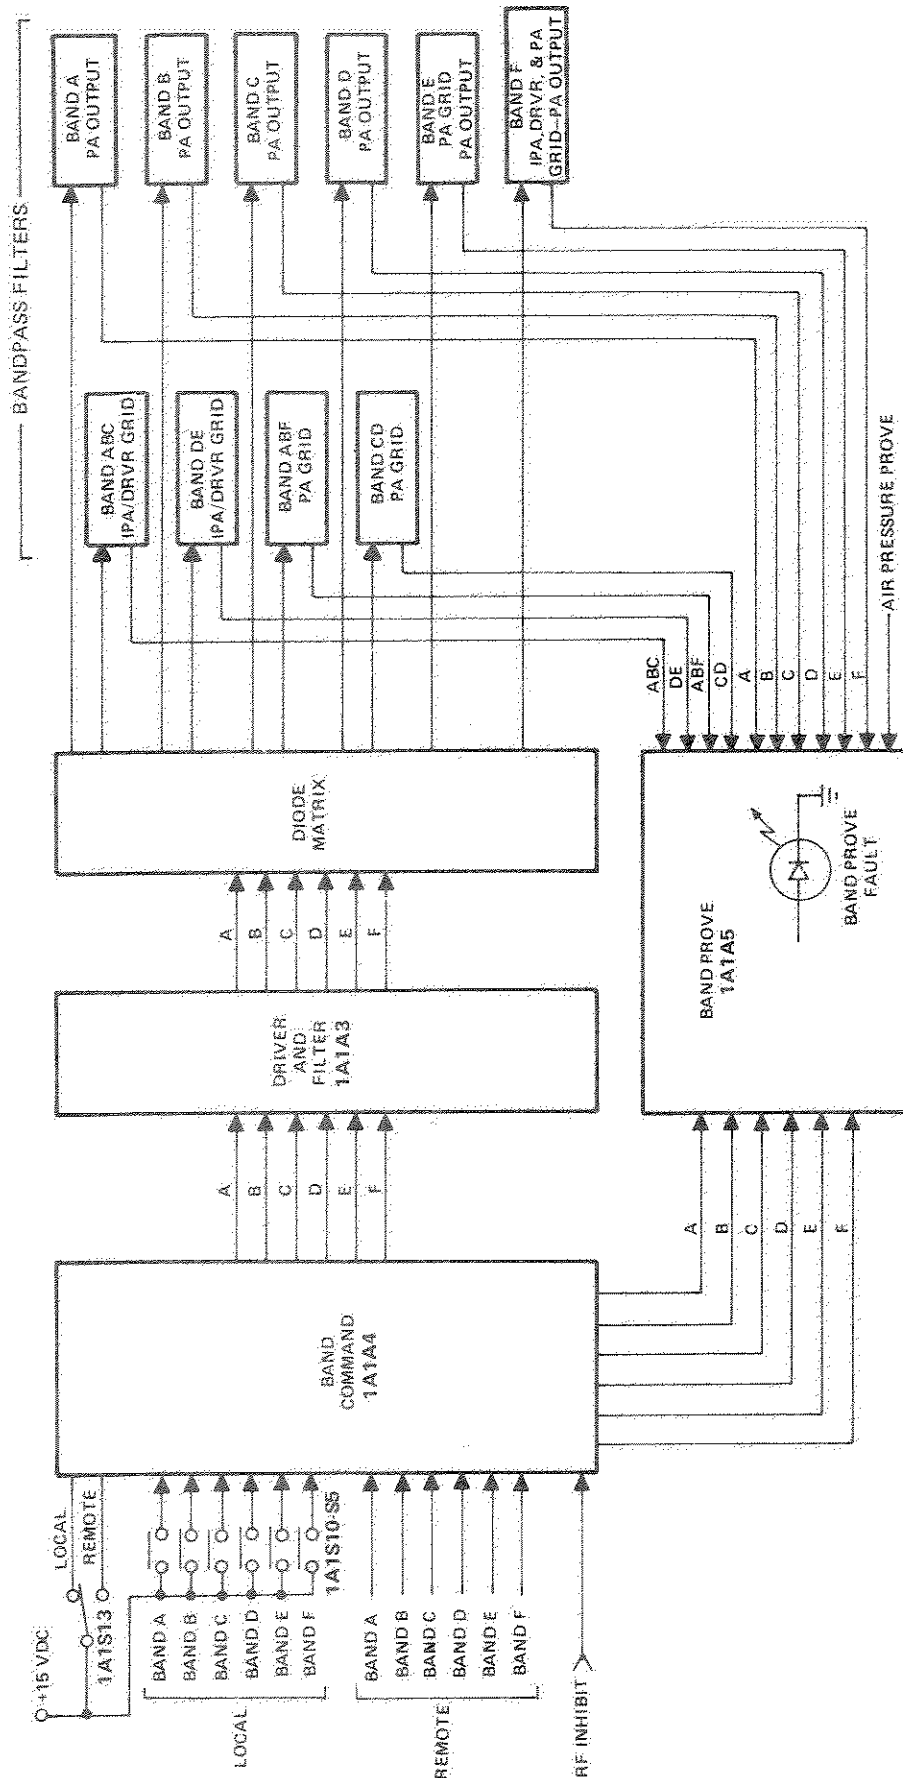 BANDPASS FILTERS
BAND A
PA OUTPUT
BAND B
PA OUTPUT
BAND C
PA OUTPUT
BAND D
PA OUTPUT
BAND E
PA GRID
PA OUTPUT
BAND F
IPA, DRVR, & PA
GRID–PA OUTPUT
BAND ABC
IPA/DRVR GRID
BAND DE
IPA/DRVR GRID
BAND ABF
PA GRID
BAND CD
PA GRID
DIODE
MATRIX
A
B
C
D
E
F
DRIVER
AND
FILTER
1A1A3
A
B
C
D
E
F
BAND
COMMAND
1A1A4
+15 VDC
1A1S13
LOCAL
REMOTE
BAND A
BAND B
BAND C
BAND D
BAND E
BAND F
1A1S10-S5
LOCAL
BAND A
BAND B
BAND C
BAND D
BAND E
BAND F
REMOTE
RF INHIBIT
A
B
C
D
E
F
BAND PROVE
1A1A5
BAND PROVE
FAULT
ABC
DE
ABF
CD
A
B
C
D
E
F
AIR PRESSURE PROVE